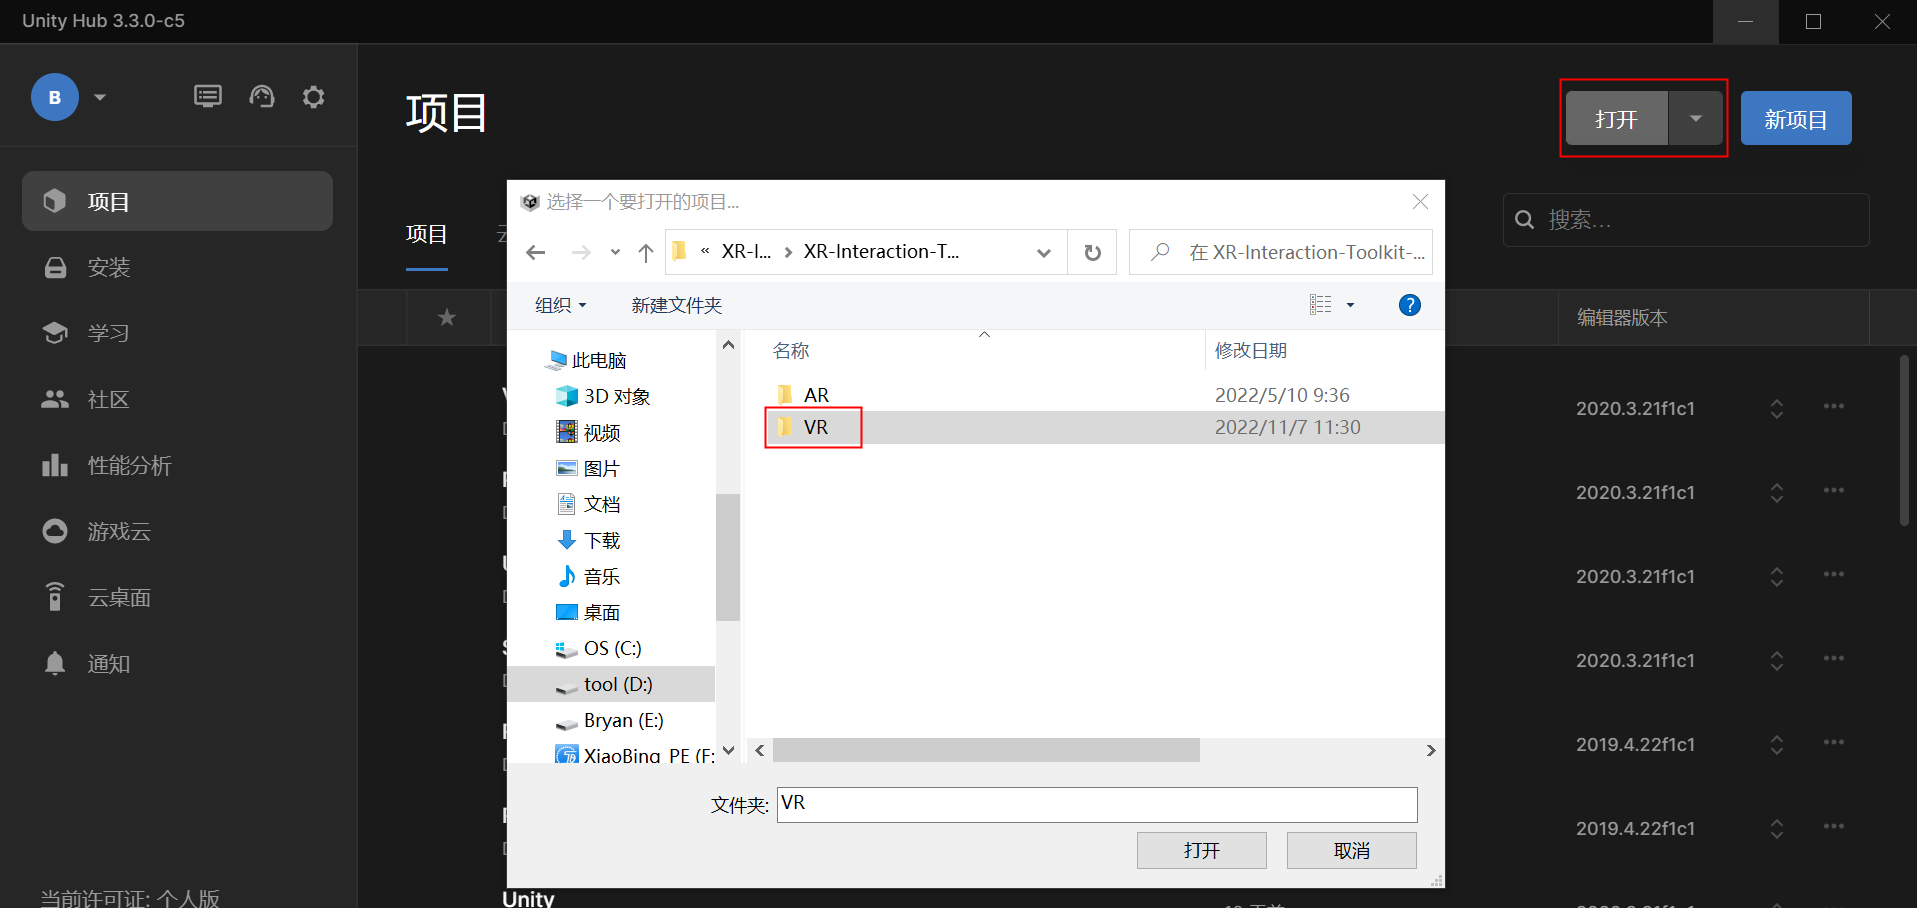 Unity Hub 3.3.0-c5
B
项目
打开
新项目
项目
安装
学习
社区
性能分析
游戏云
云桌面
通知
当前许可证: 个人版
项目
搜索...
编辑器版本
2020.3.21f1c1
2020.3.21f1c1
2020.3.21f1c1
2020.3.21f1c1
2019.4.22f1c1
2019.4.22f1c1
Unity
选择一个要打开的项目...
« XR-I... › XR-Interaction-T...
在 XR-Interaction-Toolkit-...
组织
新建文件夹
?
此电脑
3D 对象
视频
图片
文档
下载
音乐
桌面
OS (C:)
tool (D:)
Bryan (E:)
XiaoBing_PE (F:
名称 修改日期
AR 2022/5/10 9:36
VR 2022/11/7 11:30
文件夹: VR
打开 取消